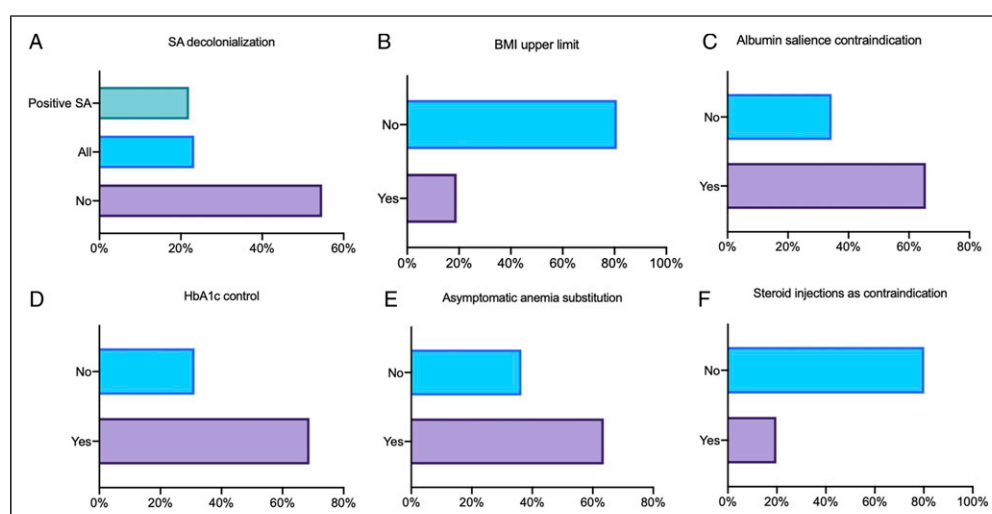 A
SA decolonialization
Positive SA
All
No
0%
20%
40%
60%
B
BMI upper limit
No
Yes
0%
20%
40%
60%
80%
100%
C
Albumin salience contraindication
No
Yes
0%
20%
40%
60%
80%
D
HbA1c control
No
Yes
0%
20%
40%
60%
80%
E
Asymptomatic anemia substitution
No
Yes
0%
20%
40%
60%
80%
F
Steroid injections as contraindication
No
Yes
0%
20%
40%
60%
80%
100%